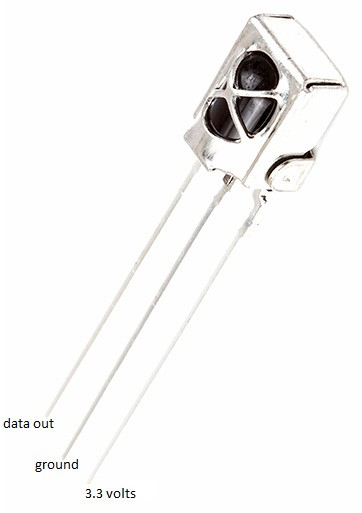 data out
ground
3.3 volts